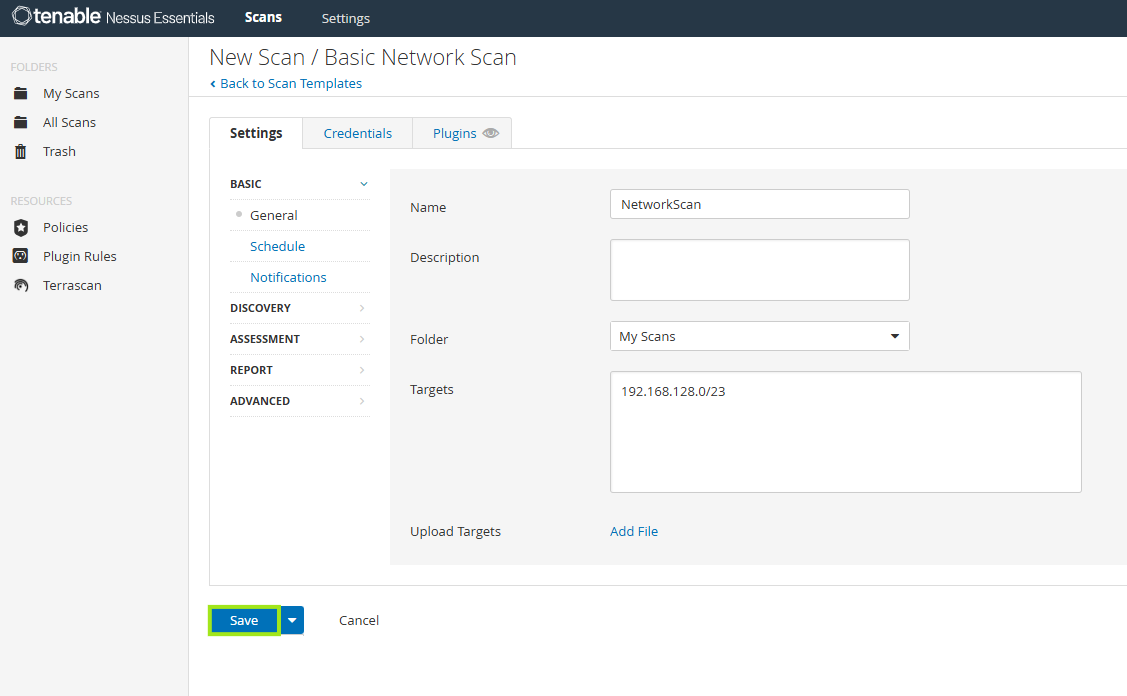 tenable Nessus Essentials Scans Settings
FOLDERS
My Scans
All Scans
Trash
RESOURCES
Policies
Plugin Rules
Terrascan
New Scan / Basic Network Scan
Back to Scan Templates
Settings Credentials Plugins
BASIC
General
Schedule
Notifications
DISCOVERY
ASSESSMENT
REPORT
ADVANCED
Name NetworkScan
Description
Folder My Scans
Targets 192.168.128.0/23
Upload Targets Add File
Save Cancel